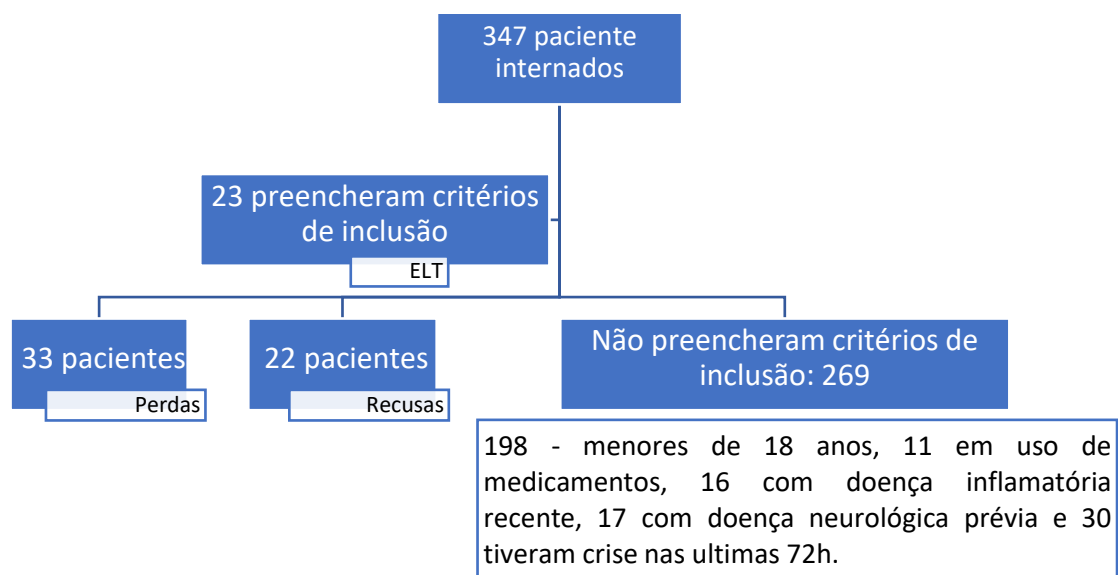 347 paciente
internados
23 preencheram critérios
de inclusão
ELT
33 pacientes
Perdas
22 pacientes
Recusas
Não preencheram critérios de
inclusão: 269
198 - menores de 18 anos, 11 em uso de
medicamentos, 16 com doença inflamatória
recente, 17 com doença neurológica prévia e 30
tiveram crise nas ultimas 72h.